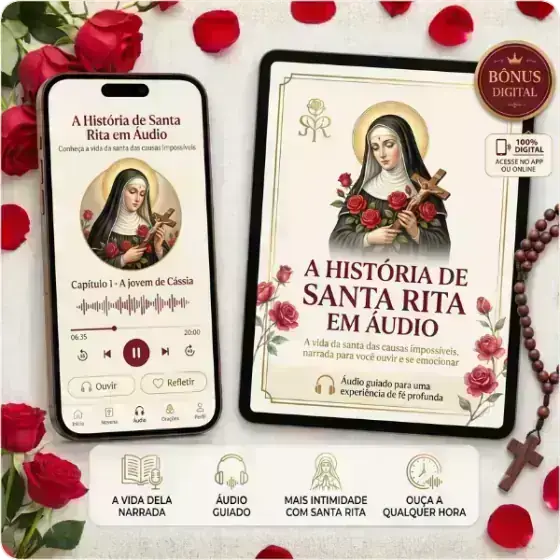 A História de Santa
Rita em Áudio
Conheça a vida da santa das causas impossíveis
Capítulo 1 - A jovem de Cássia
06:35
20:00
Ouvir
Refletir
Início
Novena
Áudio
Orações
Perfil
SR
A HISTÓRIA DE
SANTA RITA
EM ÁUDIO
A vida da santa das causas impossíveis,
narrada para você ouvir e se emocionar
Áudio guiado para uma
experiência de fé profunda
BÔNUS
DIGITAL
100%
DIGITAL
ACESSE NO APP
OU ONLINE
A VIDA DELA
NARRADA
ÁUDIO
GUIADO
MAIS INTIMIDADE
COM SANTA RITA
OUÇA A
QUALQUER HORA